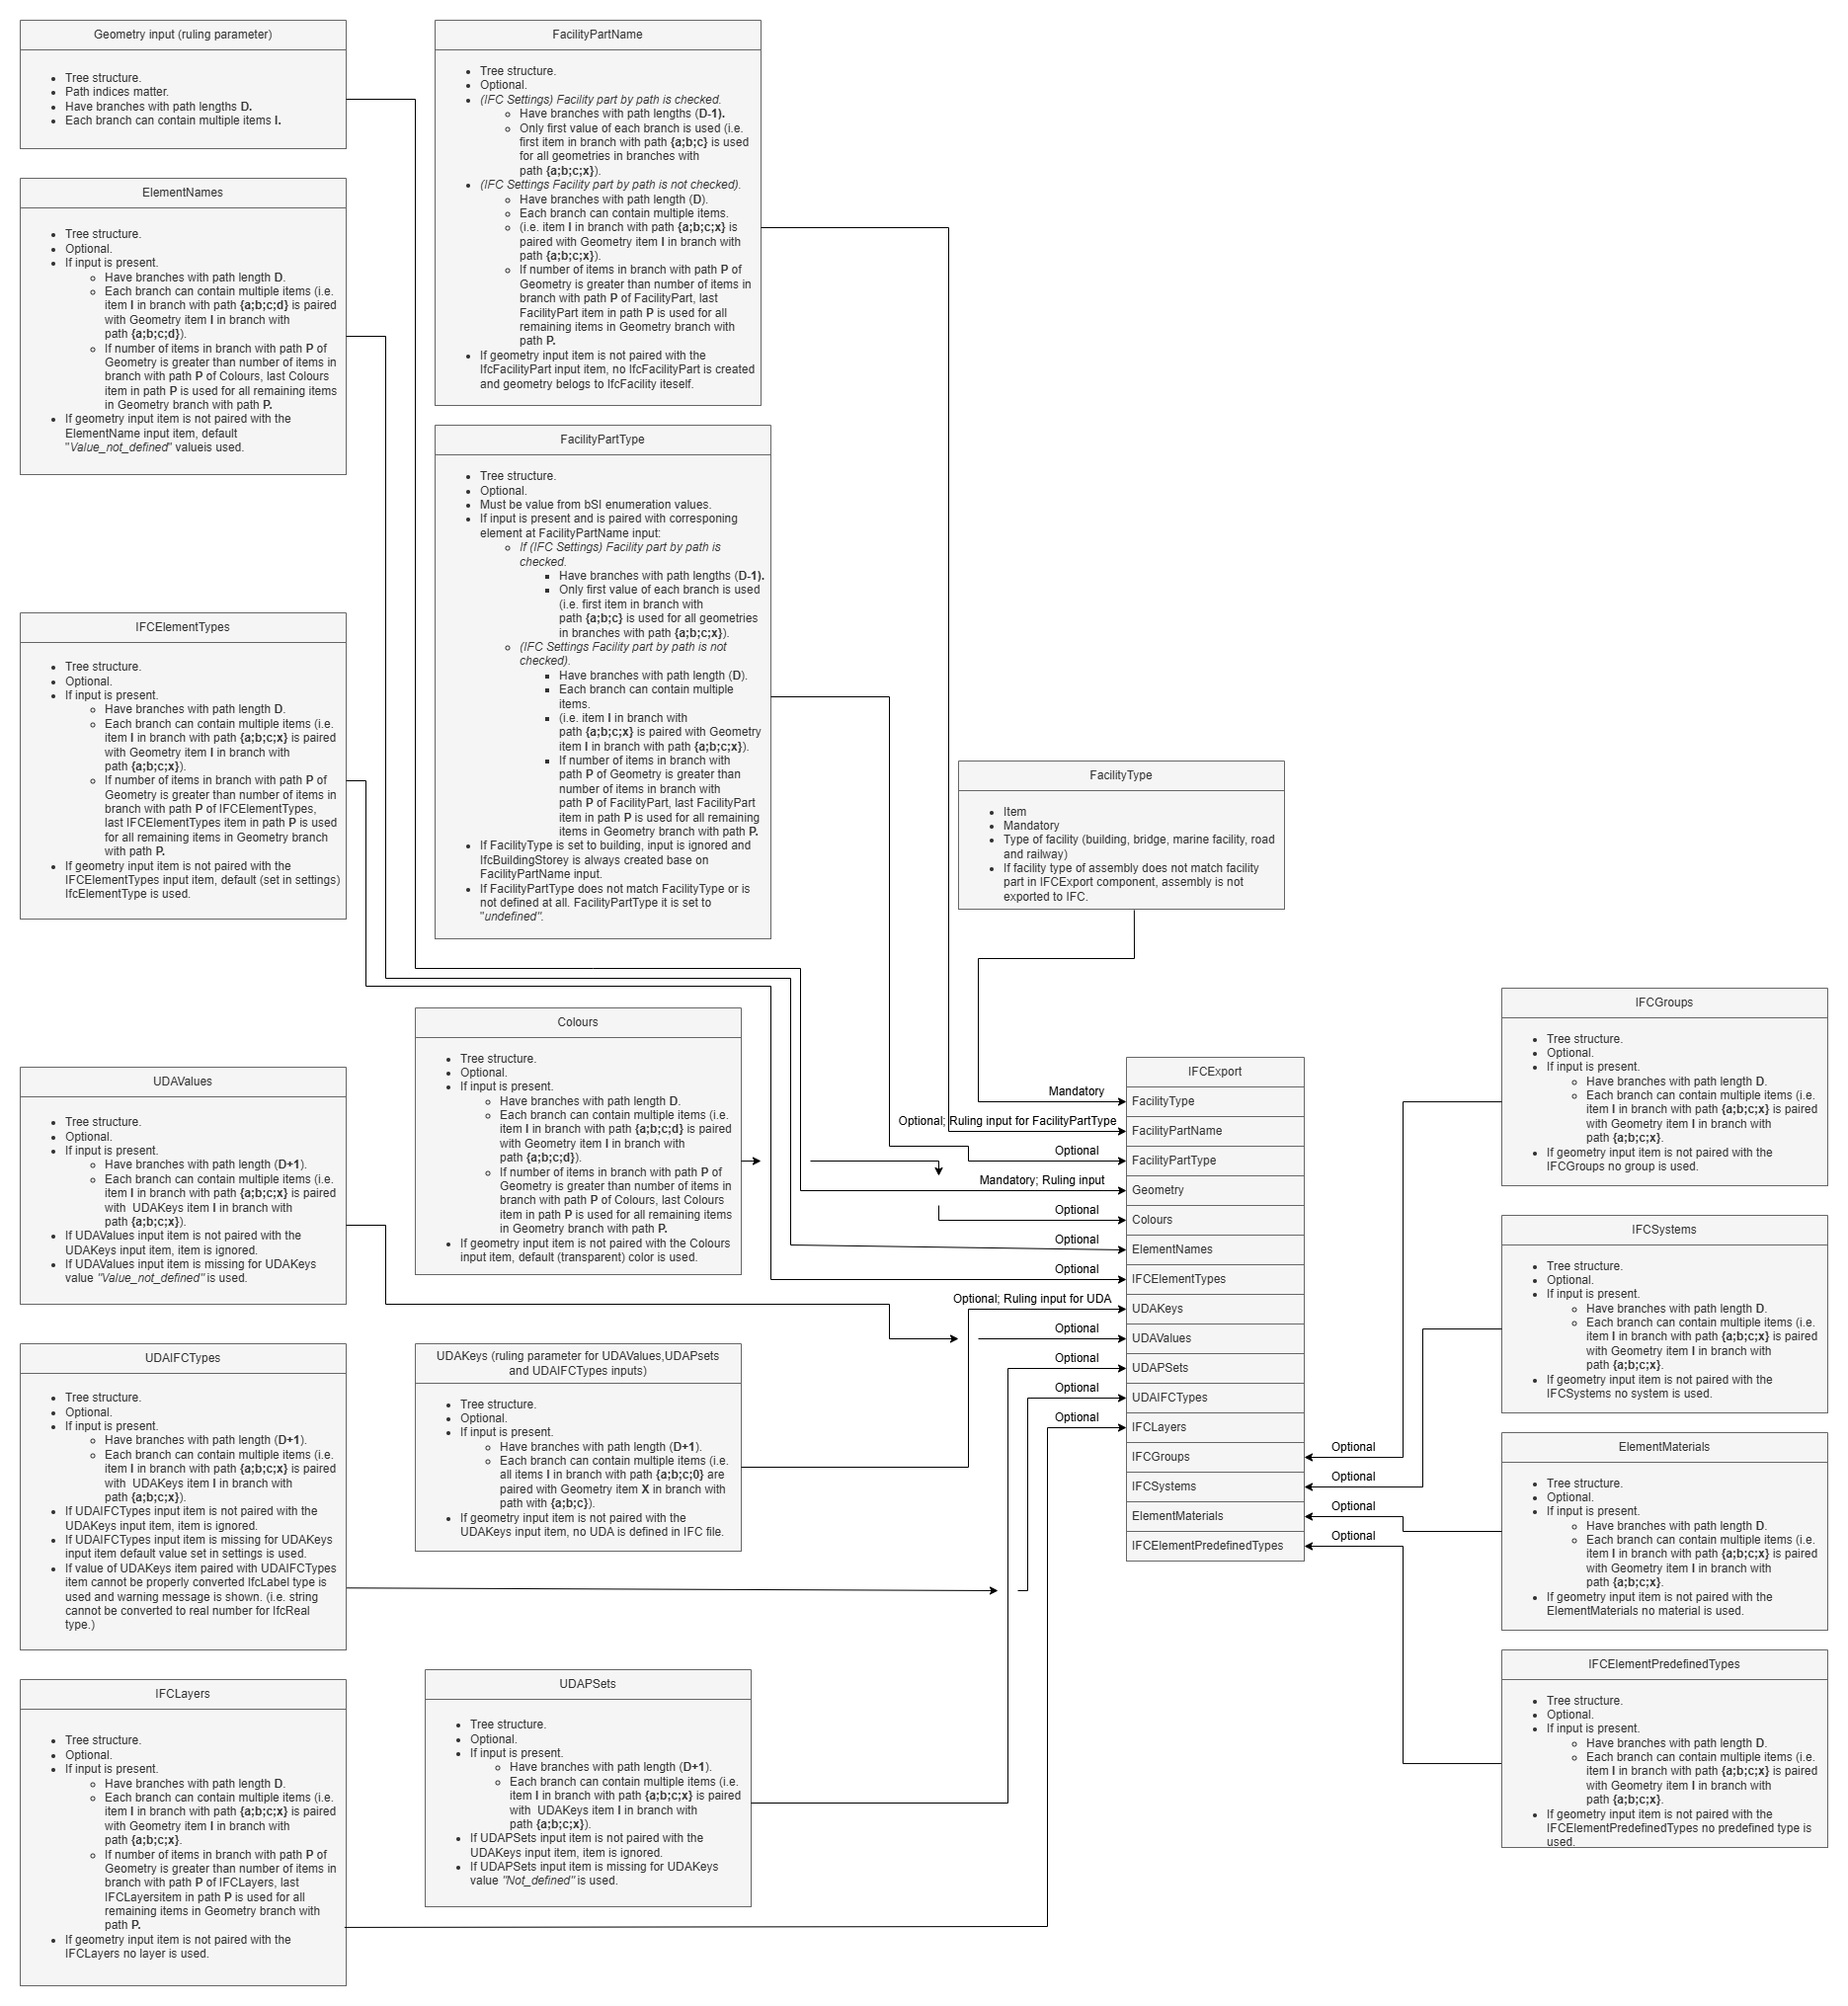 Geometry input (ruling parameter)
Tree structure.
Path indices matter.
Have branches with path lengths D.
Each branch can contain multiple items I.
ElementNames
Tree structure.
Optional.
If input is present.
Have branches with path length D.
Each branch can contain multiple items (i.e.
item I in branch with path {a;b;c;d} is paired
with Geometry item I in branch with
path {a;b;c;d}).
If number of items in branch with path P of
Geometry is greater than number of items in
branch with path P of Colours, last Colours
item in path P is used for all remaining items
in Geometry branch with path P.
If geometry input item is not paired with the
ElementName input item, default
"Value_not_defined" valueis used.
IFCElementTypes
Tree structure.
Optional.
If input is present.
Have branches with path length D.
Each branch can contain multiple items (i.e.
item I in branch with path {a;b;c;x} is paired
with Geometry item I in branch with
path {a;b;c;x}).
If number of items in branch with path P of
Geometry is greater than number of items in
branch with path P of IFCElementTypes,
last IFCElementTypes item in path P is used
for all remaining items in Geometry branch
with path P.
If geometry input item is not paired with the
IFCElementTypes input item, default (set in settings)
IfcElementType is used.
UDAValues
Tree structure.
Optional.
If input is present.
Have branches with path length (D+1).
Each branch can contain multiple items (i.e.
item I in branch with path {a;b;c;x} is paired
with  UDAKeys item I in branch with
path {a;b;c;x}).
If UDAValues input item is not paired with the
UDAKeys input item, item is ignored.
If UDAValues input item is missing for UDAKeys
value "Value_not_defined" is used.
UDAIFCTypes
Tree structure.
Optional.
If input is present.
Have branches with path length (D+1).
Each branch can contain multiple items (i.e.
item I in branch with path {a;b;c;x} is paired
with  UDAKeys item I in branch with
path {a;b;c;x}).
If UDAIFCTypes input item is not paired with the
UDAKeys input item, item is ignored.
If UDAIFCTypes input item is missing for UDAKeys
input item default value set in settings is used.
If value of UDAKeys item paired with UDAIFCTypes
item cannot be properly converted IfcLabel type is
used and warning message is shown. (i.e. string
cannot be converted to real number for IfcReal
type.)
IFCLayers
Tree structure.
Optional.
If input is present.
Have branches with path length D.
Each branch can contain multiple items (i.e.
item I in branch with path {a;b;c;x} is paired
with Geometry item I in branch with
path {a;b;c;x}.
If number of items in branch with path P of
Geometry is greater than number of items in
branch with path P of IFCLayers, last
IFCLayersitem in path P is used for all
remaining items in Geometry branch with
path P.
If geometry input item is not paired with the
IFCLayers no layer is used.
FacilityPartName
Tree structure.
Optional.
(IFC Settings) Facility part by path is checked.
Have branches with path lengths (D-1).
Only first value of each branch is used (i.e.
first item in branch with path {a;b;c} is used
for all geometries in branches with
path {a;b;c;x}).
(IFC Settings Facility part by path is not checked).
Have branches with path length (D).
Each branch can contain multiple items.
(i.e. item I in branch with path {a;b;c;x} is
paired with Geometry item I in branch with
path {a;b;c;x}).
If number of items in branch with path P of
Geometry is greater than number of items in
branch with path P of FacilityPart, last
FacilityPart item in path P is used for all
remaining items in Geometry branch with
path P.
If geometry input item is not paired with the
IfcFacilityPart input item, no IfcFacilityPart is created
and geometry belogs to IfcFacility iteself.
FacilityPartType
Tree structure.
Optional.
Must be value from bSI enumeration values.
If input is present and is paired with corresponing
element at FacilityPartName input:
If (IFC Settings) Facility part by path is
checked.
Have branches with path lengths (D-1).
Only first value of each branch is used
(i.e. first item in branch with
path {a;b;c} is used for all geometries
in branches with path {a;b;c;x}).
(IFC Settings Facility part by path is not
checked).
Have branches with path length (D).
Each branch can contain multiple
items.
(i.e. item I in branch with
path {a;b;c;x} is paired with Geometry
item I in branch with path {a;b;c;x}).
If number of items in branch with
path P of Geometry is greater than
number of items in branch with
path P of FacilityPart, last FacilityPart
item in path P is used for all remaining
items in Geometry branch with path P.
If FacilityType is set to building, input is ignored and
IfcBuildingStorey is always created base on
FacilityPartName input.
If FacilityPartType does not match FacilityType or is
not defined at all. FacilityPartType it is set to
"undefined".
Colours
Tree structure.
Optional.
If input is present.
Have branches with path length D.
Each branch can contain multiple items (i.e.
item I in branch with path {a;b;c;d} is paired
with Geometry item I in branch with
path {a;b;c;d}).
If number of items in branch with path P of
Geometry is greater than number of items in
branch with path P of Colours, last Colours
item in path P is used for all remaining items
in Geometry branch with path P.
If geometry input item is not paired with the Colours
input item, default (transparent) color is used.
UDAKeys (ruling parameter for UDAValues,UDAPsets
and UDAIFCTypes inputs)
Tree structure.
Optional.
If input is present.
Have branches with path length (D+1).
Each branch can contain multiple items (i.e.
all items I in branch with path {a;b;c;0} are
paired with Geometry item X in branch with
path with {a;b;c}).
If geometry input item is not paired with the
UDAKeys input item, no UDA is defined in IFC file.
UDAPSets
Tree structure.
Optional.
If input is present.
Have branches with path length (D+1).
Each branch can contain multiple items (i.e.
item I in branch with path {a;b;c;x} is paired
with  UDAKeys item I in branch with
path {a;b;c;x}).
If UDAPSets input item is not paired with the
UDAKeys input item, item is ignored.
If UDAPSets input item is missing for UDAKeys
value "Not_defined" is used.
FacilityType
Item
Mandatory
Type of facility (building, bridge, marine facility, road
and railway)
If facility type of assembly does not match facility
part in IFCExport component, assembly is not
exported to IFC.
IFCExport
Mandatory
FacilityType
Optional; Ruling input for FacilityPartType
FacilityPartName
Optional
FacilityPartType
Mandatory; Ruling input
Geometry
Optional
Colours
Optional
ElementNames
Optional
IFCElementTypes
Optional; Ruling input for UDA
UDAKeys
Optional
UDAValues
Optional
UDAPSets
Optional
UDAIFCTypes
Optional
IFCLayers
IFCGroups
Optional
IFCSystems
Optional
ElementMaterials
Optional
IFCElementPredefinedTypes
Optional
IFCGroups
Tree structure.
Optional.
If input is present.
Have branches with path length D.
Each branch can contain multiple items (i.e.
item I in branch with path {a;b;c;x} is paired
with Geometry item I in branch with
path {a;b;c;x}.
If geometry input item is not paired with the
IFCGroups no group is used.
IFCSystems
Tree structure.
Optional.
If input is present.
Have branches with path length D.
Each branch can contain multiple items (i.e.
item I in branch with path {a;b;c;x} is paired
with Geometry item I in branch with
path {a;b;c;x}.
If geometry input item is not paired with the
IFCSystems no system is used.
ElementMaterials
Tree structure.
Optional.
If input is present.
Have branches with path length D.
Each branch can contain multiple items (i.e.
item I in branch with path {a;b;c;x} is paired
with Geometry item I in branch with
path {a;b;c;x}.
If geometry input item is not paired with the
ElementMaterials no material is used.
IFCElementPredefinedTypes
Tree structure.
Optional.
If input is present.
Have branches with path length D.
Each branch can contain multiple items (i.e.
item I in branch with path {a;b;c;x} is paired
with Geometry item I in branch with
path {a;b;c;x}.
If geometry input item is not paired with the
IFCElementPredefinedTypes no predefined type is
used.